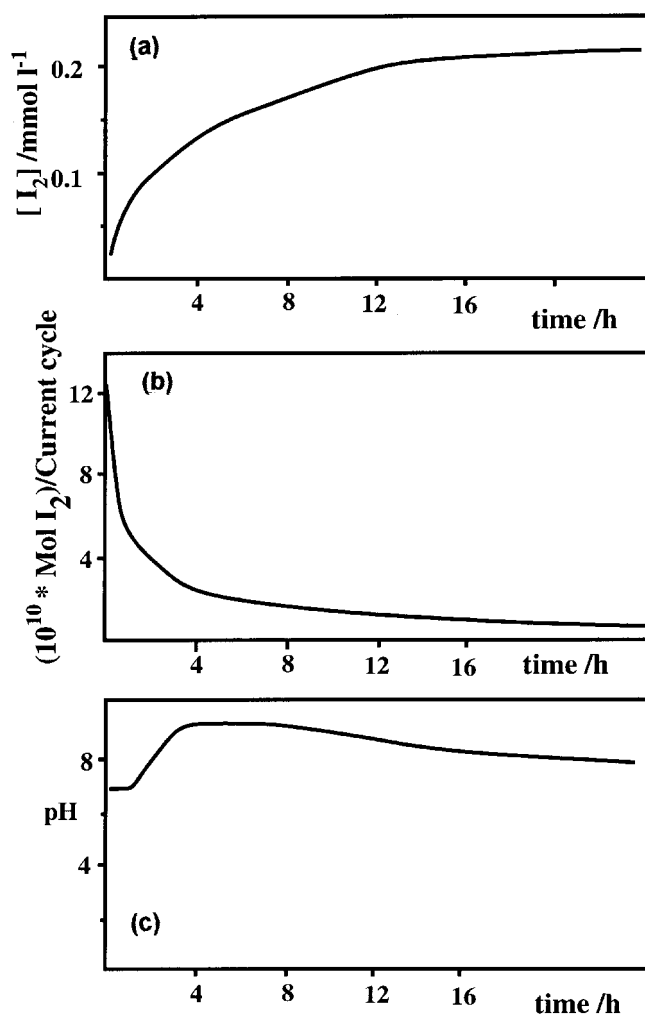 (a)
[ I2] /mmol l-1
0.2
0.1
4 8 12 16
time /h
(b)
(10^10 * Mol I2)/Current cycle
12
8
4
4 8 12 16 time /h
(c)
pH
8
4
4 8 12 16
time /h